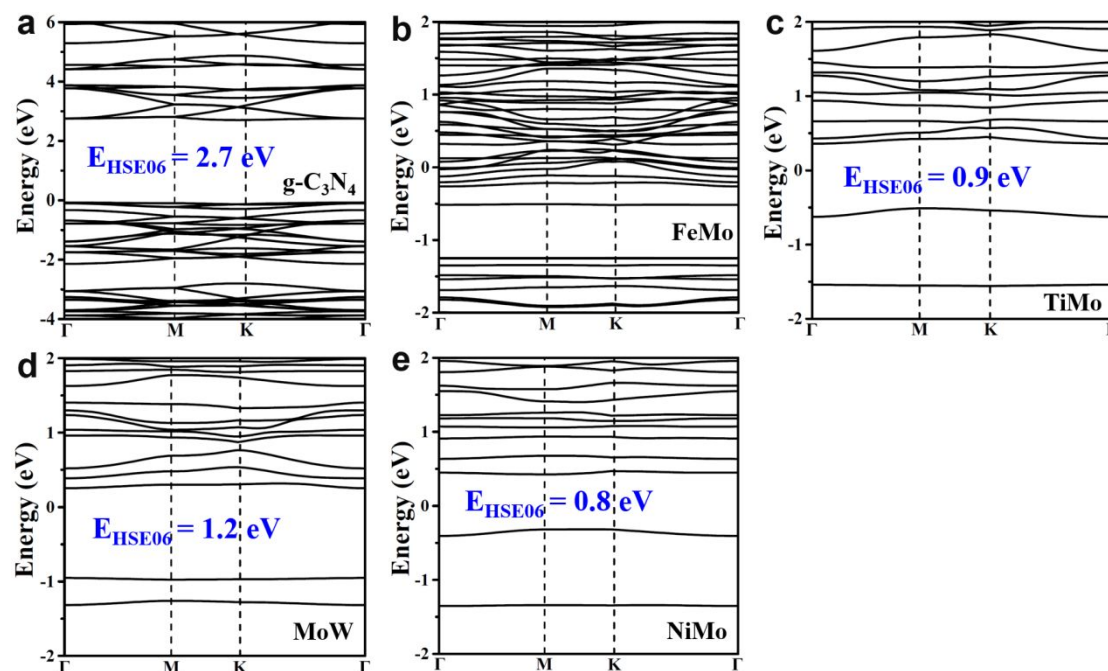 a
Energy (eV)
6
4
2
0
-2
-4
E_HSE06 = 2.7 eV
g-C₃N₄
Γ M K Γ
b
Energy (eV)
2
1
0
-1
-2
FeMo
Γ M K Γ
c
Energy (eV)
2
1
0
-1
-2
E_HSE06 = 0.9 eV
TiMo
Γ M K
d
Energy (eV)
2
1
0
-1
-2
E_HSE06 = 1.2 eV
MoW
Γ M K Γ
e
Energy (eV)
2
1
0
-1
-2
E_HSE06 = 0.8 eV
NiMo
Γ M K Γ